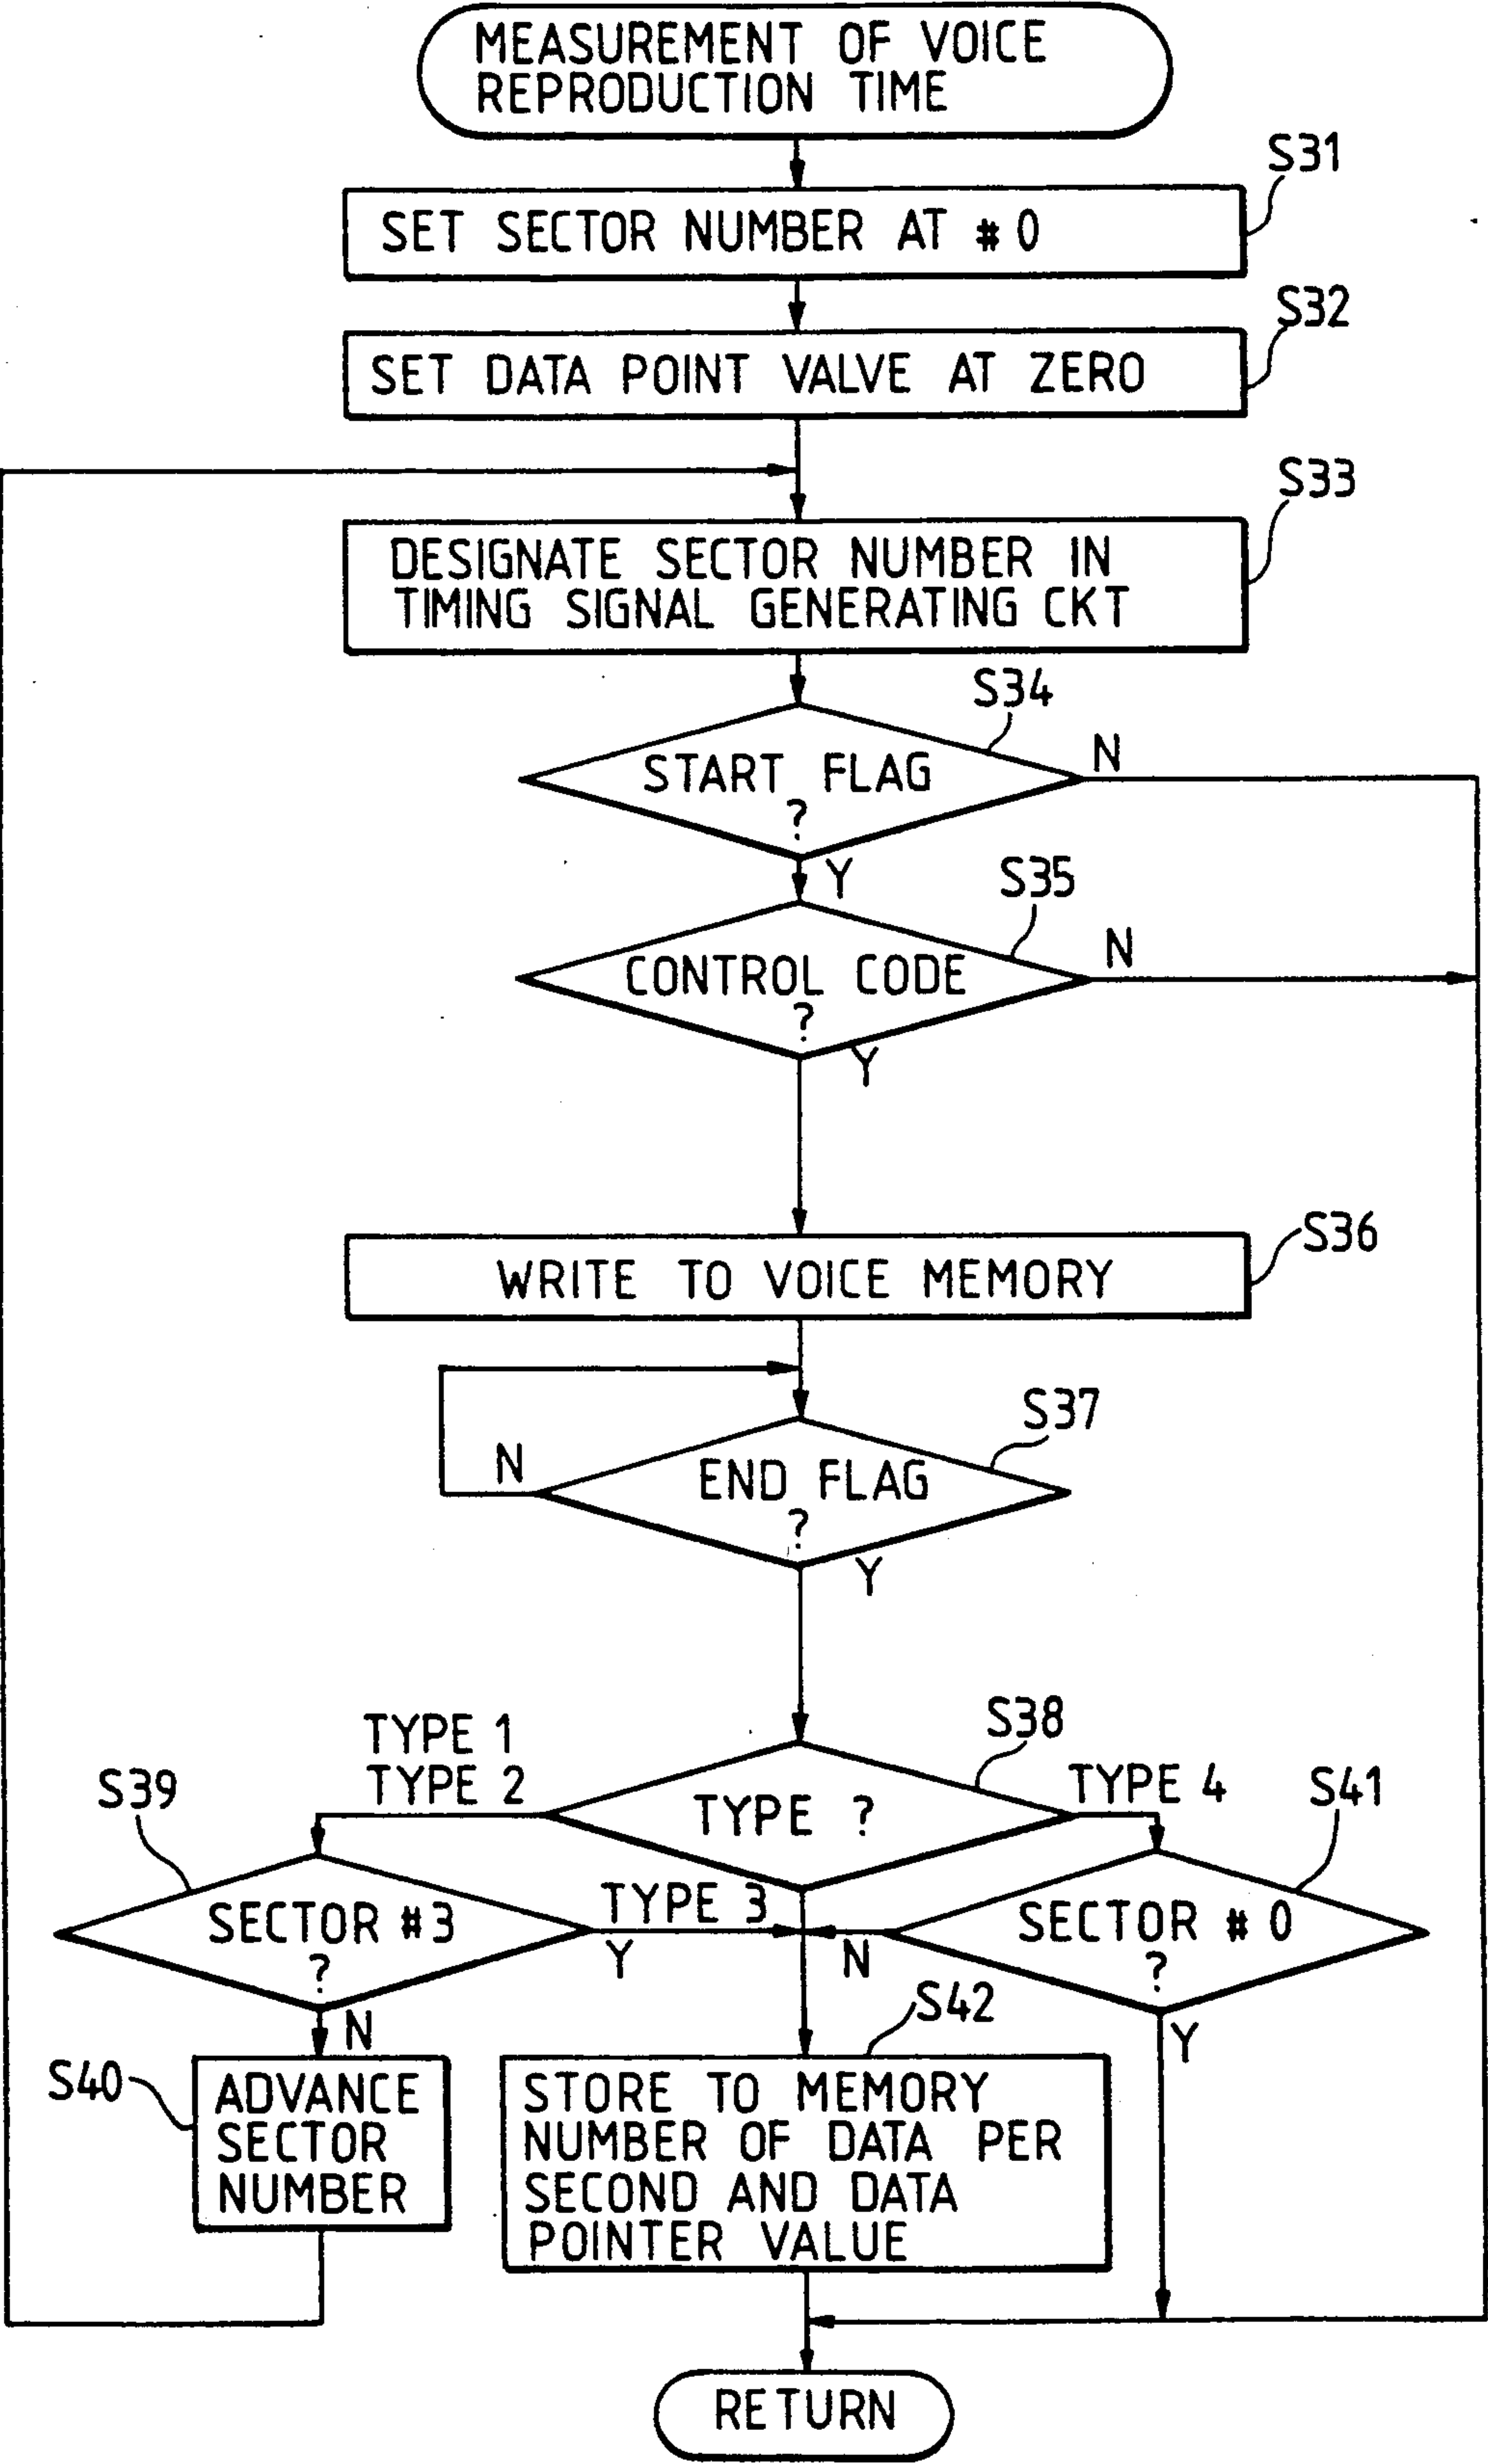 MEASUREMENT OF VOICE
REPRODUCTION TIME
S31
SET SECTOR NUMBER AT # 0
S32
SET DATA POINT VALVE AT ZERO
S33
DESIGNATE SECTOR NUMBER IN
TIMING SIGNAL GENERATING CKT
S34
START FLAG
?
N
Y
S35
CONTROL CODE
?
N
Y
S36
WRITE TO VOICE MEMORY
S37
END FLAG
?
N
Y
S38
TYPE ?
TYPE 1
TYPE 2
TYPE 4
S39
S41
SECTOR #3
?
TYPE 3
Y
N
SECTOR # 0
?
N
Y
S40
ADVANCE
SECTOR
NUMBER
S42
STORE TO MEMORY
NUMBER OF DATA PER
SECOND AND DATA
POINTER VALUE
RETURN